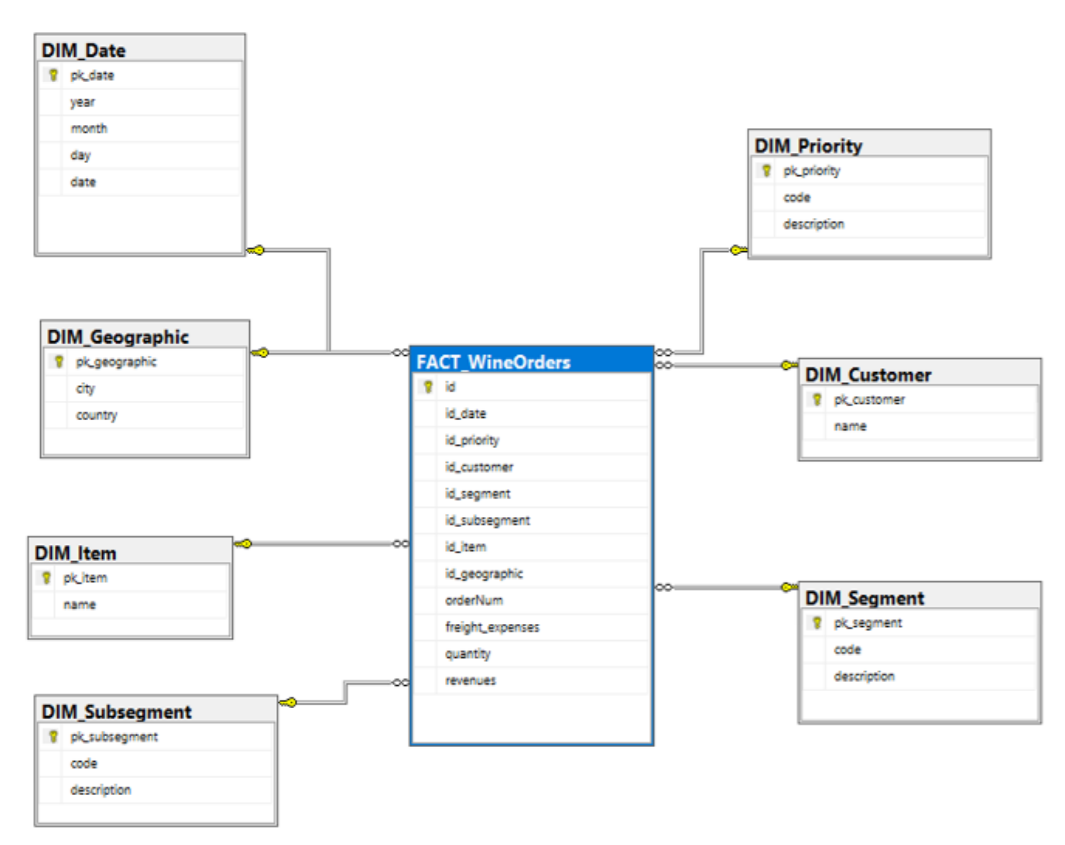 DIM_Date
pk_date
year
month
day
date
DIM_Priority
pk_priority
code
description
DIM_Geographic
pk_geographic
city
country
FACT_WineOrders
id
id_date
id_priority
id_customer
id_segment
id_subsegment
id_item
id_geographic
orderNum
freight_expenses
quantity
revenues
DIM_Customer
pk_customer
name
DIM_Item
pk_item
name
DIM_Segment
pk_segment
code
description
DIM_Subsegment
pk_subsegment
code
description